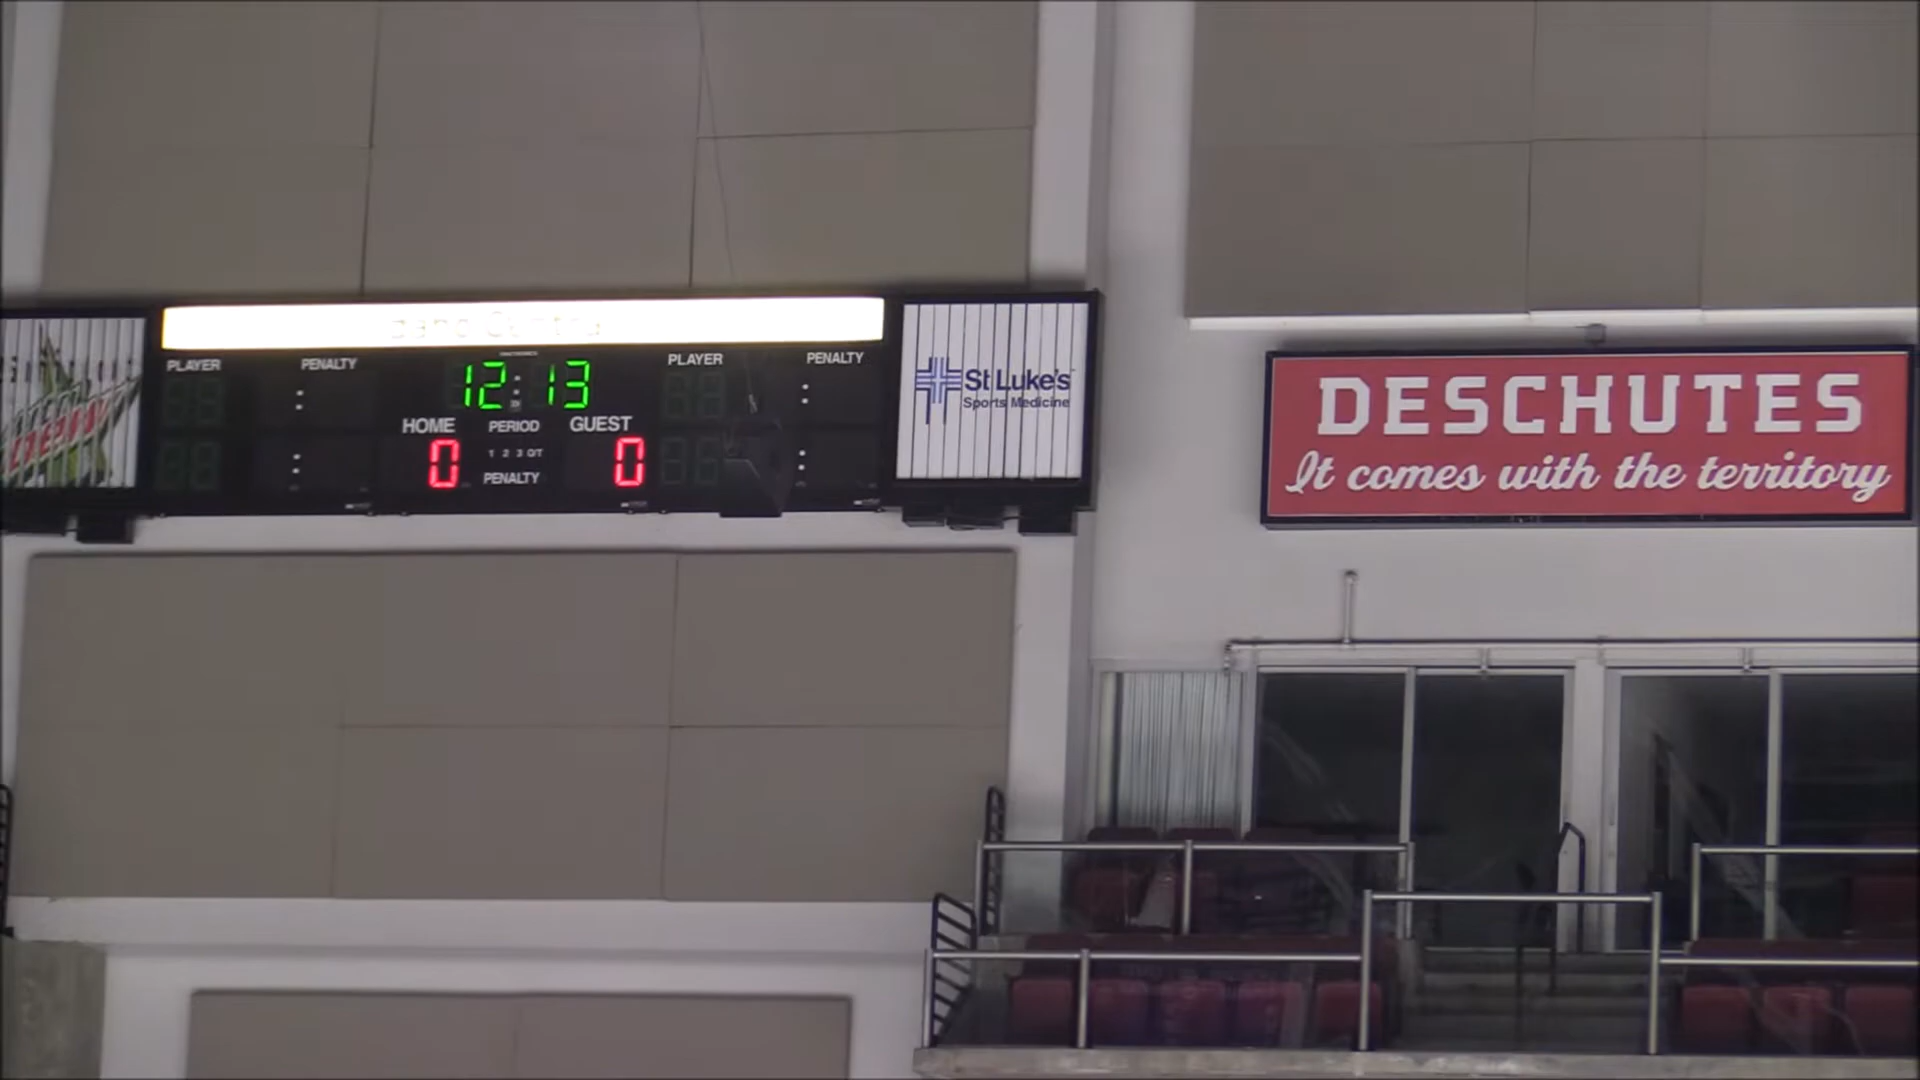 PLAYER PENALTY 12:13 PLAYER PENALTY
HOME PERIOD GUEST
0 1 2 3 O/T 0
PENALTY
Dew
St Luke's
Sports Medicine
DESCHUTES
It comes with the territory